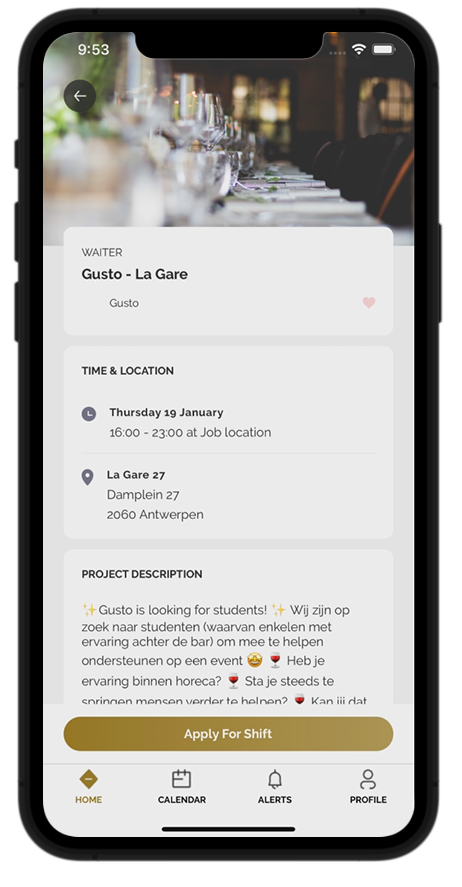 9:53
WAITER
Gusto - La Gare
Gusto
TIME & LOCATION
Thursday 19 January
16:00 - 23:00 at Job location
La Gare 27
Damplein 27
2060 Antwerpen
PROJECT DESCRIPTION
✨Gusto is looking for students! ✨ Wij zijn op
zoek naar studenten (waarvan enkelen met
ervaring achter de bar) om mee te helpen
ondersteunen op een event 🤩 🍷 Heb je
ervaring binnen horeca? 🍷 Sta je steeds te
springen mensen verder te helpen? 🍷 Kan jij dat
Apply For Shift
HOME CALENDAR ALERTS PROFILE